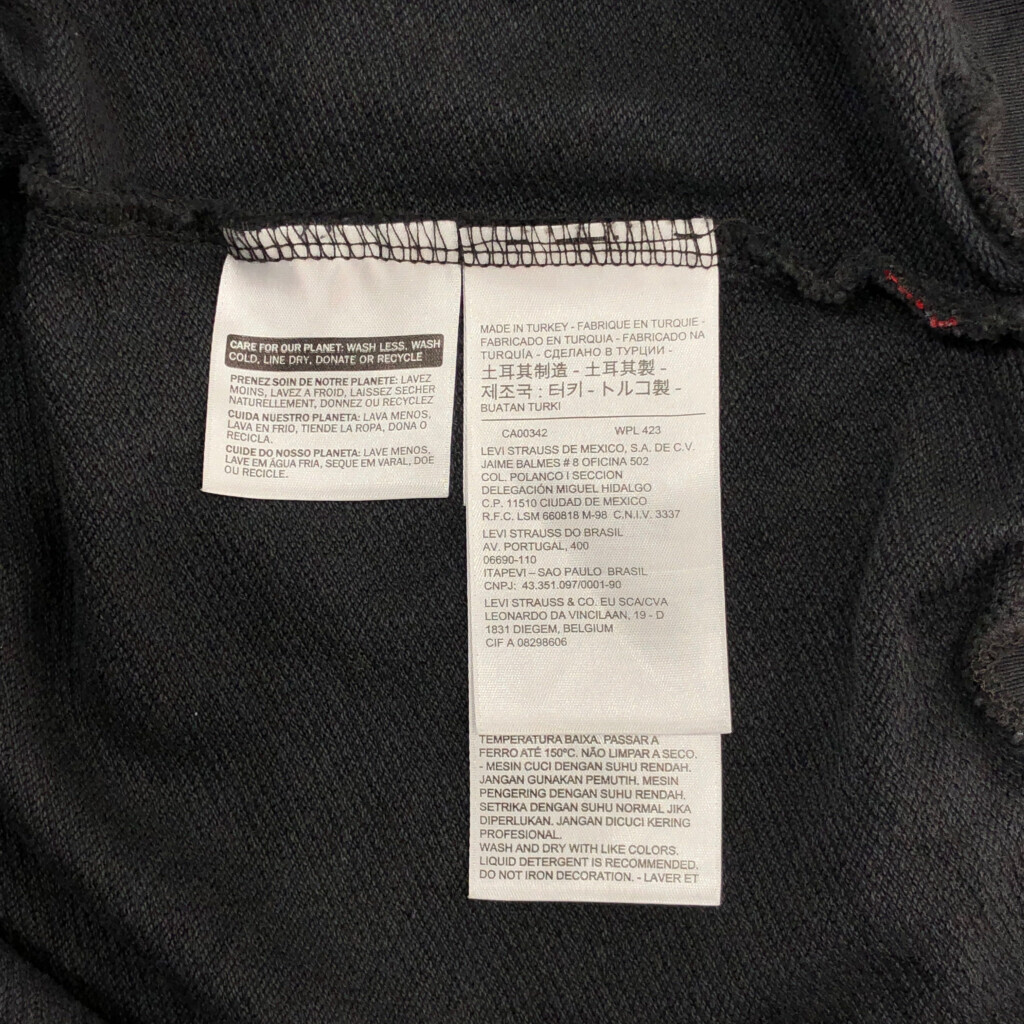 CARE FOR OUR PLANET: WASH LESS, WASH
COLD, LINE DRY, DONATE OR RECYCLE
PRENEZ SOIN DE NOTRE PLANETE: LAVEZ
MOINS, LAVEZ A FROID, LAISSEZ SECHER
NATURELLEMENT, DONNEZ OU RECYCLEZ
CUIDA NUESTRO PLANETA: LAVA MENOS,
LAVA EN FRIO, TIENDE LA ROPA, DONA O
RECICLA.
CUIDE DO NOSSO PLANETA: LAVE MENOS,
LAVE EM ÁGUA FRIA, SEQUE EM VARAL, DOE
OU RECICLE.
MADE IN TURKEY - FABRIQUE EN TURQUIE -
FABRICADO EN TURQUIA - FABRICADO NA
TURQUÍA - СДЕЛАНО В ТУРЦИИ -
土耳其制造 - 土耳其製 -
제조국 : 터키 - トルコ製 -
BUATAN TURKI
CA00342 WPL 423
LEVI STRAUSS DE MEXICO, S.A. DE C.V.
JAIME BALMES # 8 OFICINA 502
COL. POLANCO I SECCION
DELEGACIÓN MIGUEL HIDALGO
C.P. 11510 CIUDAD DE MEXICO
R.F.C. LSM 660818 M-98 C.N.I.V. 3337
LEVI STRAUSS DO BRASIL
AV. PORTUGAL, 400
06690-110
ITAPEVI – SAO PAULO BRASIL
CNPJ: 43.351.097/0001-90
LEVI STRAUSS & CO. EU SCA/CVA
LEONARDO DA VINCILAAN, 19 - D
1831 DIEGEM, BELGIUM
CIF A 08298606
TEMPERATURA BAIXA. PASSAR A
FERRO ATÉ 150ºC. NÃO LIMPAR A SECO.
- MESIN CUCI DENGAN SUHU RENDAH.
JANGAN GUNAKAN PEMUTIH. MESIN
PENGERING DENGAN SUHU RENDAH.
SETRIKA DENGAN SUHU NORMAL JIKA
DIPERLUKAN. JANGAN DICUCI KERING
PROFESIONAL.
WASH AND DRY WITH LIKE COLORS.
LIQUID DETERGENT IS RECOMMENDED.
DO NOT IRON DECORATION. - LAVER ET